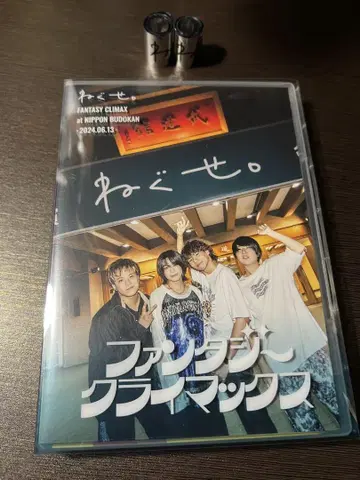 ねぐせ。
FANTASY CLIMAX
at NIPPON BUDOKAN
-2024.06.13-
ねぐせ。
ファンタジー
クライマックス